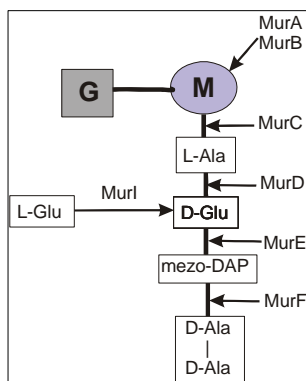 MurA
MurB
G
M
MurC
L-Ala
MurD
MurI
L-Glu
D-Glu
MurE
mezo-DAP
MurF
D-Ala
D-Ala